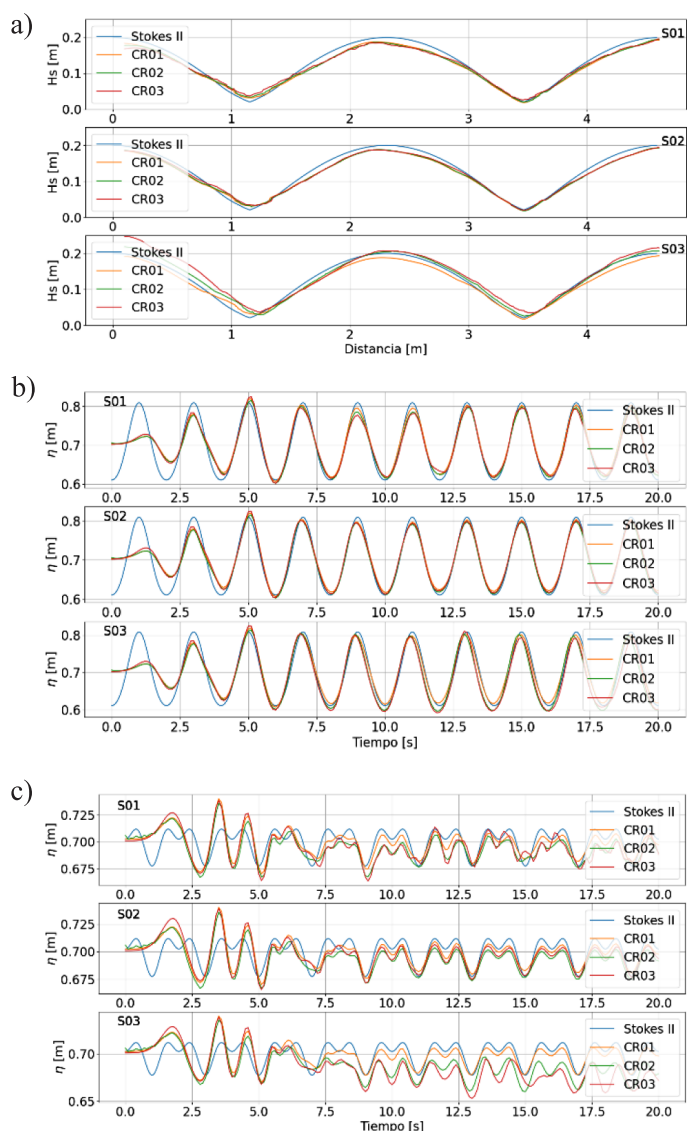 a)
S01
Hs [m]
0.2
0.1
0.0
Stokes II
CR01
CR02
CR03
0 1 2 3 4
S02
Hs [m]
0.2
0.1
0.0
Stokes II
CR01
CR02
CR03
0 1 2 3 4
S03
Hs [m]
0.2
0.1
0.0
Stokes II
CR01
CR02
CR03
0 1 2 3 4
Distancia [m]
b)
S01
η [m]
0.8
0.7
0.6
Stokes II
CR01
CR02
CR03
0.0 2.5 5.0 7.5 10.0 12.5 15.0 17.5 20.0
S02
η [m]
0.8
0.7
0.6
Stokes II
CR01
CR02
CR03
0.0 2.5 5.0 7.5 10.0 12.5 15.0 17.5 20.0
S03
η [m]
0.8
0.7
0.6
Stokes II
CR01
CR02
CR03
0.0 2.5 5.0 7.5 10.0 12.5 15.0 17.5 20.0
Tiempo [s]
c)
S01
η [m]
0.725
0.700
0.675
Stokes II
CR01
CR02
CR03
0.0 2.5 5.0 7.5 10.0 12.5 15.0 17.5 20.0
S02
η [m]
0.725
0.700
0.675
Stokes II
CR01
CR02
CR03
0.0 2.5 5.0 7.5 10.0 12.5 15.0 17.5 20.0
S03
η [m]
0.70
0.65
Stokes II
CR01
CR02
CR03
0.0 2.5 5.0 7.5 10.0 12.5 15.0 17.5 20.0
Tiempo [s]